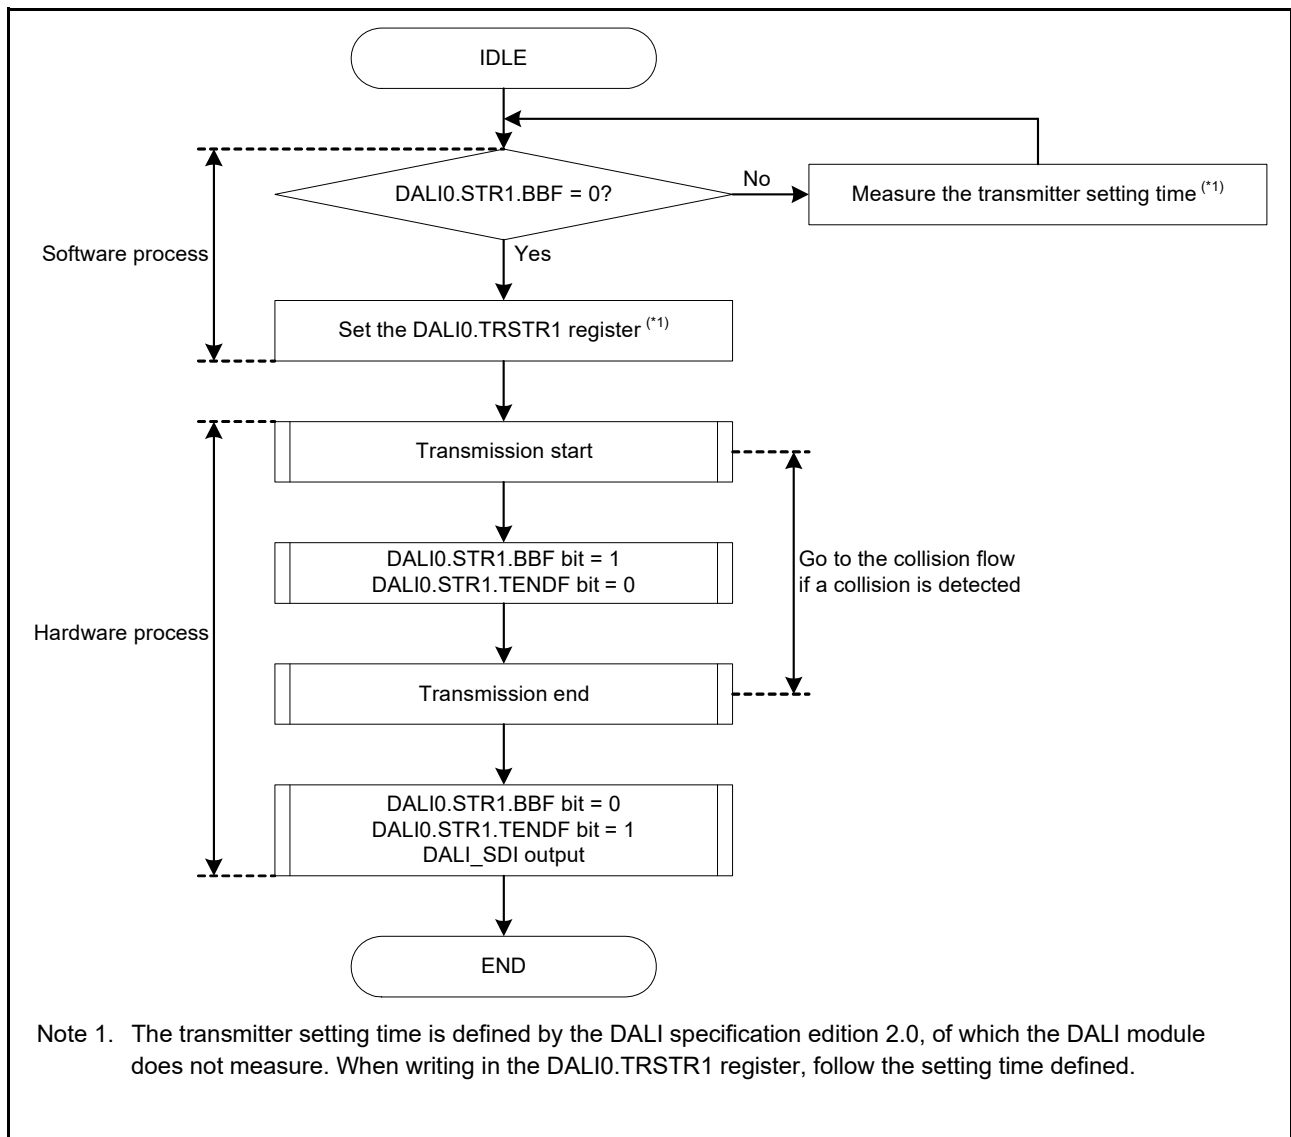 IDLE
DALI0.STR1.BBF = 0?
No
Measure the transmitter setting time (*1)
Software process
Yes
Set the DALI0.TRSTR1 register (*1)
Transmission start
DALI0.STR1.BBF bit = 1
DALI0.STR1.TENDF bit = 0
Go to the collision flow
if a collision is detected
Hardware process
Transmission end
DALI0.STR1.BBF bit = 0
DALI0.STR1.TENDF bit = 1
DALI_SDI output
END
Note 1. The transmitter setting time is defined by the DALI specification edition 2.0, of which the DALI module
does not measure. When writing in the DALI0.TRSTR1 register, follow the setting time defined.